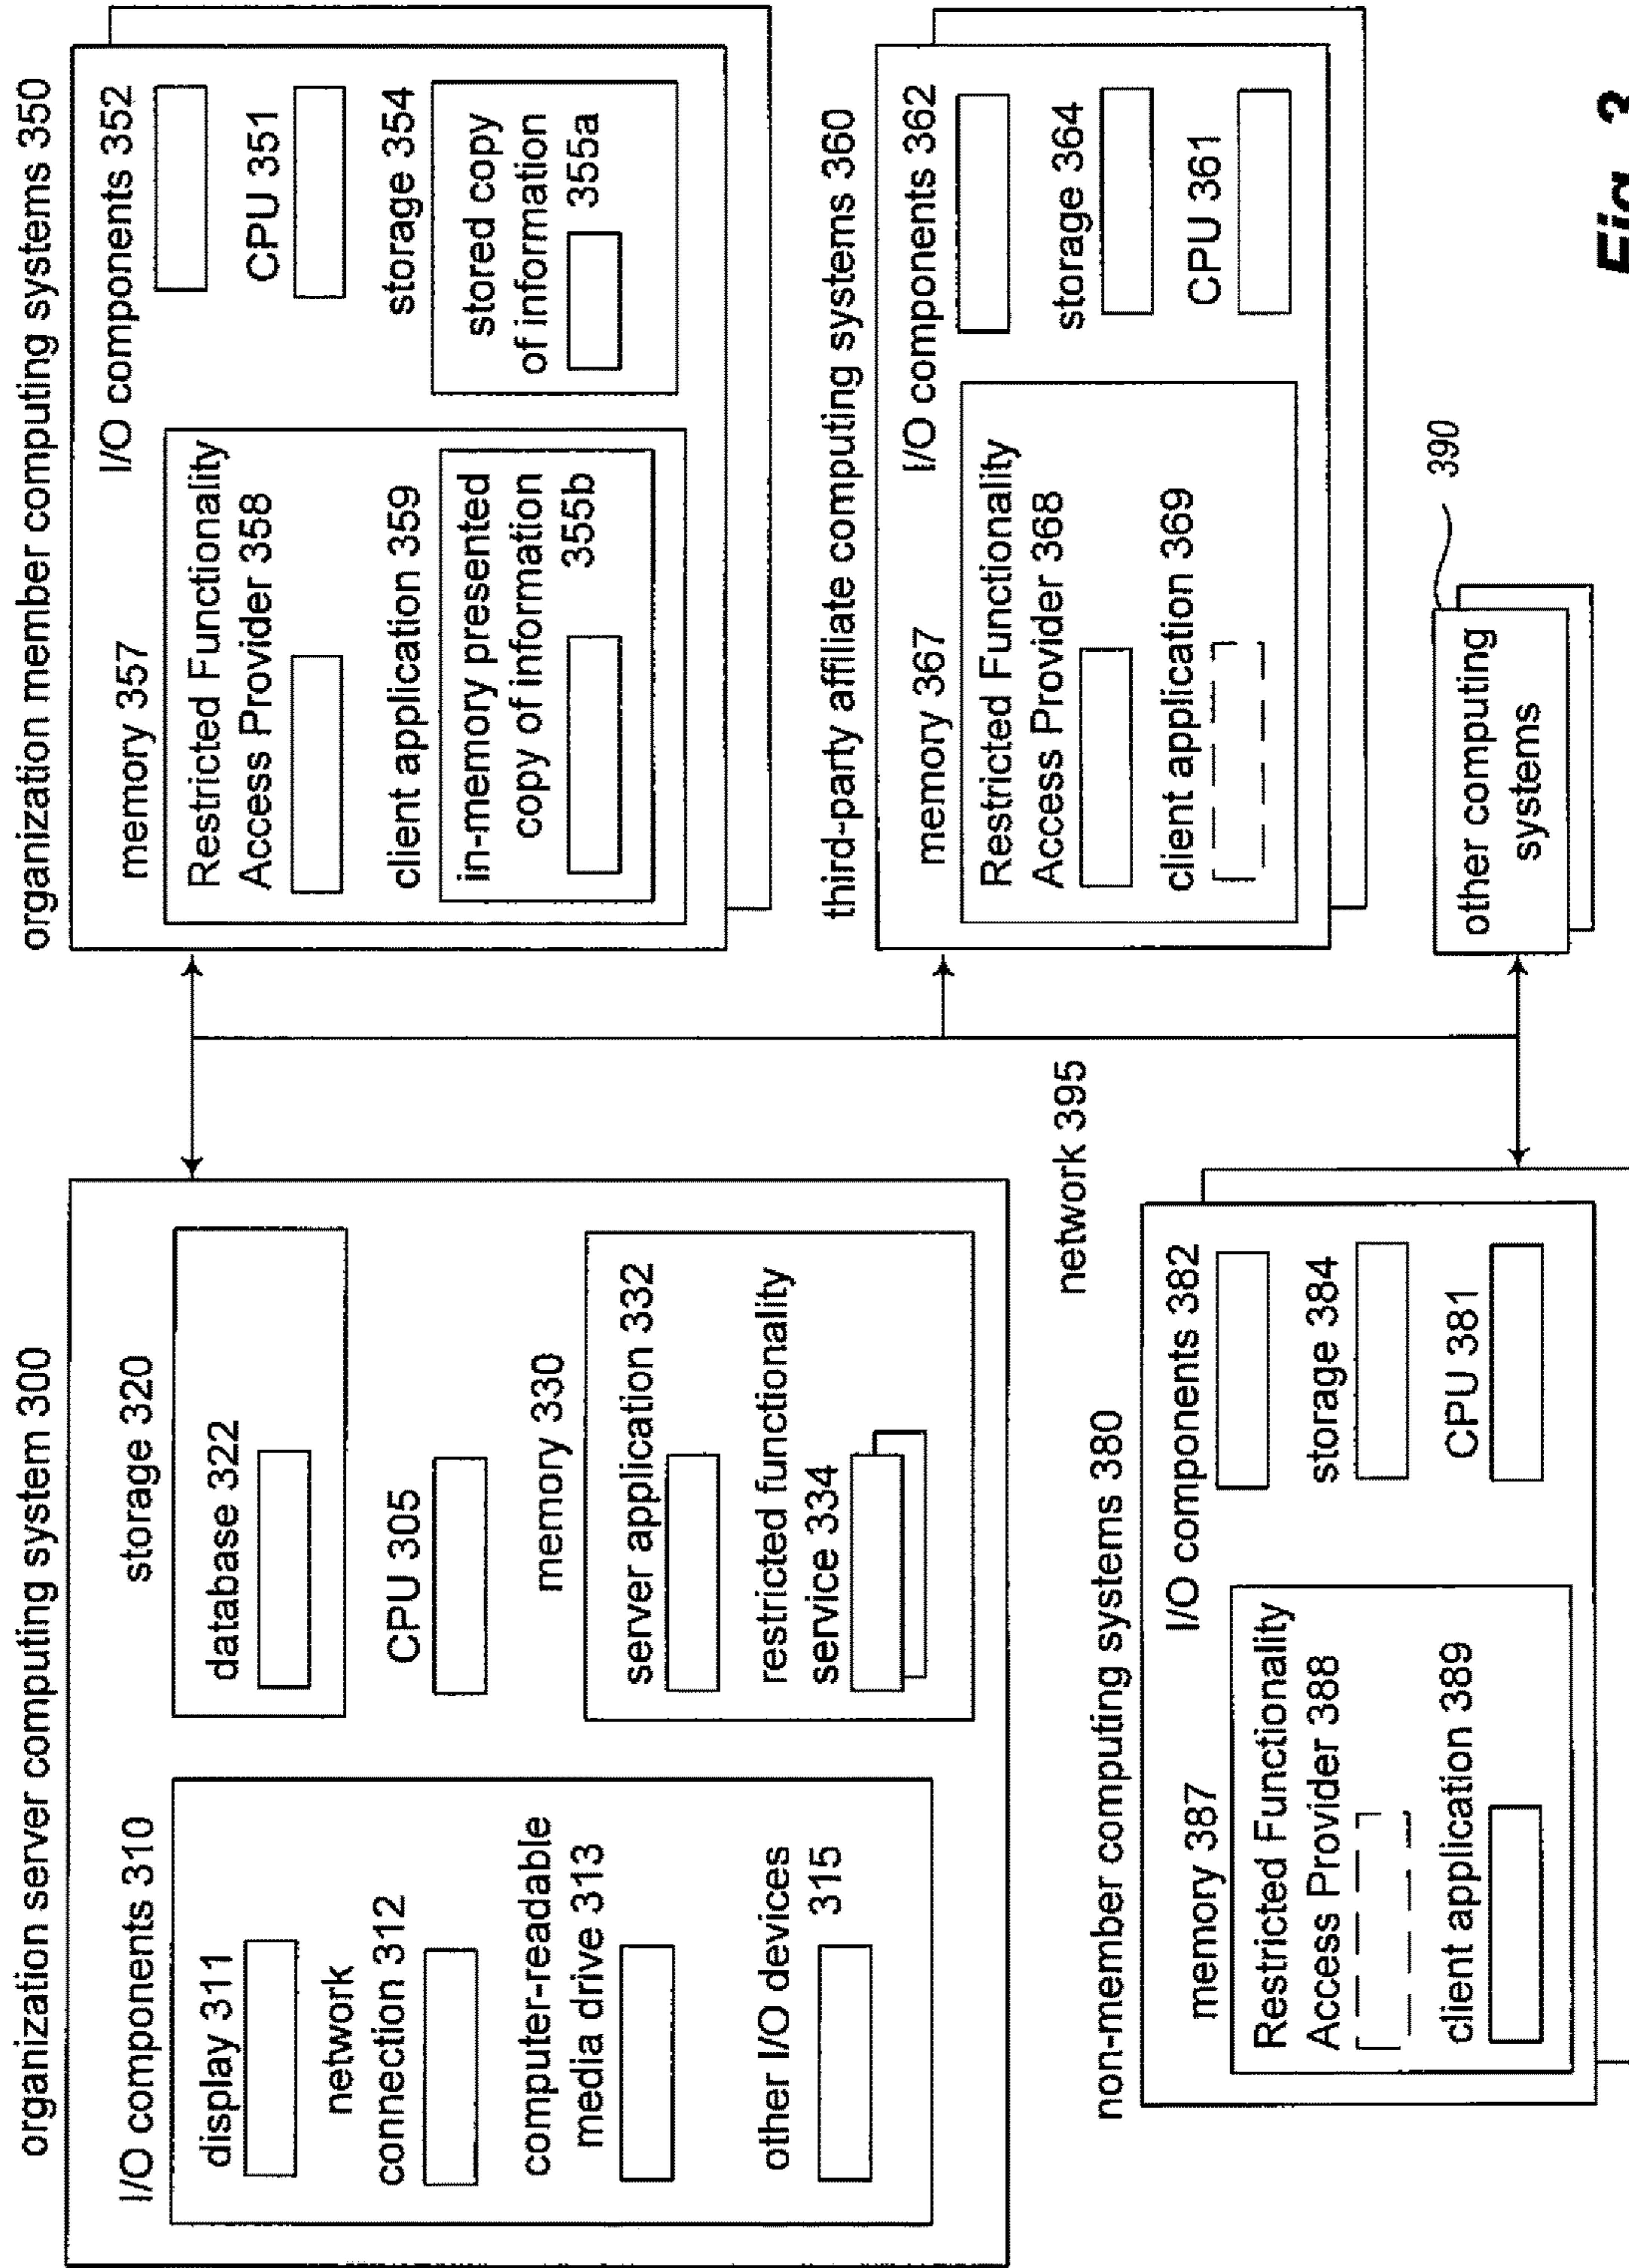 organization server computing system 300
I/O components 310
display 311
network
connection 312
computer-readable
media drive 313
other I/O devices
315
storage 320
database 322
CPU 305
memory 330
server application 332
restricted functionality
service 334
organization member computing systems 350
memory 357
Restricted Functionality
Access Provider 358
client application 359
in-memory presented
copy of information
355b
I/O components 352
CPU 351
storage 354
stored copy
of information
355a
network 395
non-member computing systems 380
memory 387
Restricted Functionality
Access Provider 388
client application 389
I/O components 382
storage 384
CPU 381
third-party affiliate computing systems 360
memory 367
Restricted Functionality
Access Provider 368
client application 369
I/O components 362
storage 364
CPU 361
other computing
systems
390
Fig.